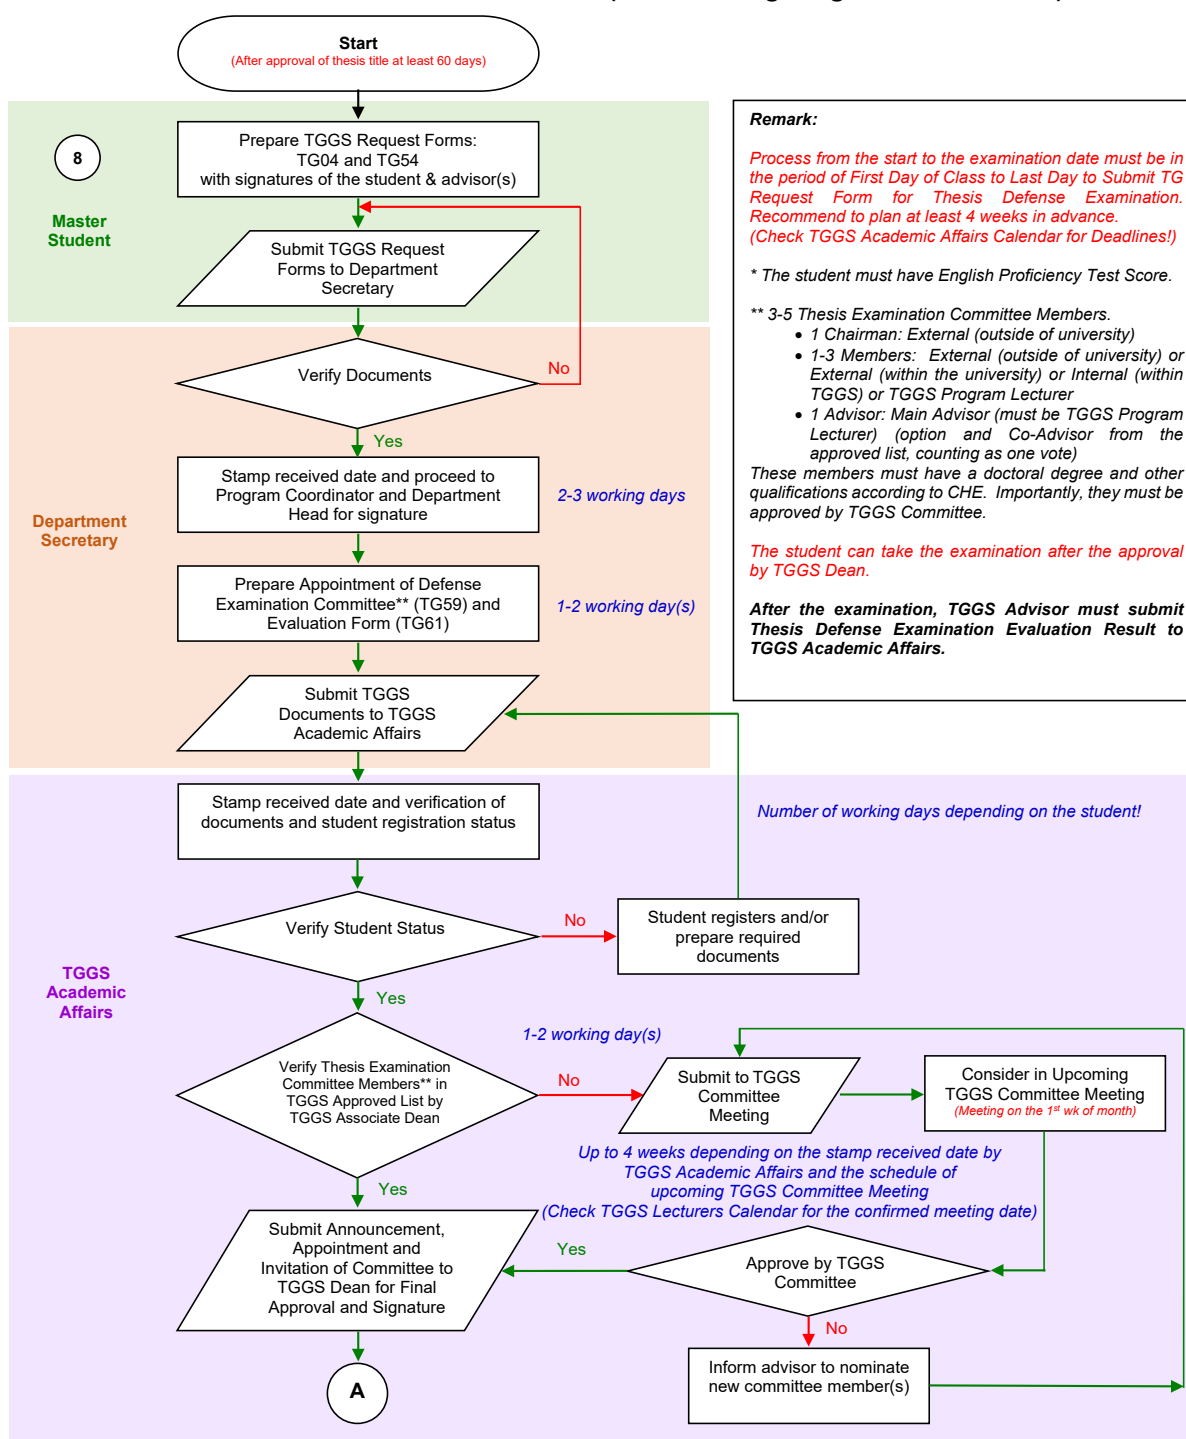 Start
(After approval of thesis title at least 60 days)
8
Master
Student
Prepare TGGS Request Forms:
TG04 and TG54
with signatures of the student & advisor(s)
Submit TGGS Request
Forms to Department
Secretary
Remark:
Process from the start to the examination date must be in
the period of First Day of Class to Last Day to Submit TG
Request Form for Thesis Defense Examination.
Recommend to plan at least 4 weeks in advance.
(Check TGGS Academic Affairs Calendar for Deadlines!)
* The student must have English Proficiency Test Score.
** 3-5 Thesis Examination Committee Members.
• 1 Chairman: External (outside of university)
• 1-3 Members: External (outside of university) or
External (within the university) or Internal (within
TGGS) or TGGS Program Lecturer
• 1 Advisor: Main Advisor (must be TGGS Program
Lecturer) (option and Co-Advisor from the
approved list, counting as one vote)
These members must have a doctoral degree and other
qualifications according to CHE. Importantly, they must be
approved by TGGS Committee.
The student can take the examination after the approval
by TGGS Dean.
After the examination, TGGS Advisor must submit
Thesis Defense Examination Evaluation Result to
TGGS Academic Affairs.
Department
Secretary
Verify Documents
No
Yes
Stamp received date and proceed to
Program Coordinator and Department
Head for signature
2-3 working days
Prepare Appointment of Defense
Examination Committee** (TG59) and
Evaluation Form (TG61)
1-2 working day(s)
Submit TGGS
Documents to TGGS
Academic Affairs
TGGS
Academic
Affairs
Stamp received date and verification of
documents and student registration status
Number of working days depending on the student!
Verify Student Status
No
Student registers and/or
prepare required
documents
Yes
1-2 working day(s)
Verify Thesis Examination
Committee Members** in
TGGS Approved List by
TGGS Associate Dean
No
Submit to TGGS
Committee
Meeting
Consider in Upcoming
TGGS Committee Meeting
(Meeting on the 1st wk of month)
Up to 4 weeks depending on the stamp received date by
TGGS Academic Affairs and the schedule of
upcoming TGGS Committee Meeting
(Check TGGS Lecturers Calendar for the confirmed meeting date)
Yes
Submit Announcement,
Appointment and
Invitation of Committee to
TGGS Dean for Final
Approval and Signature
Yes
Approve by TGGS
Committee
No
Inform advisor to nominate
new committee member(s)
A